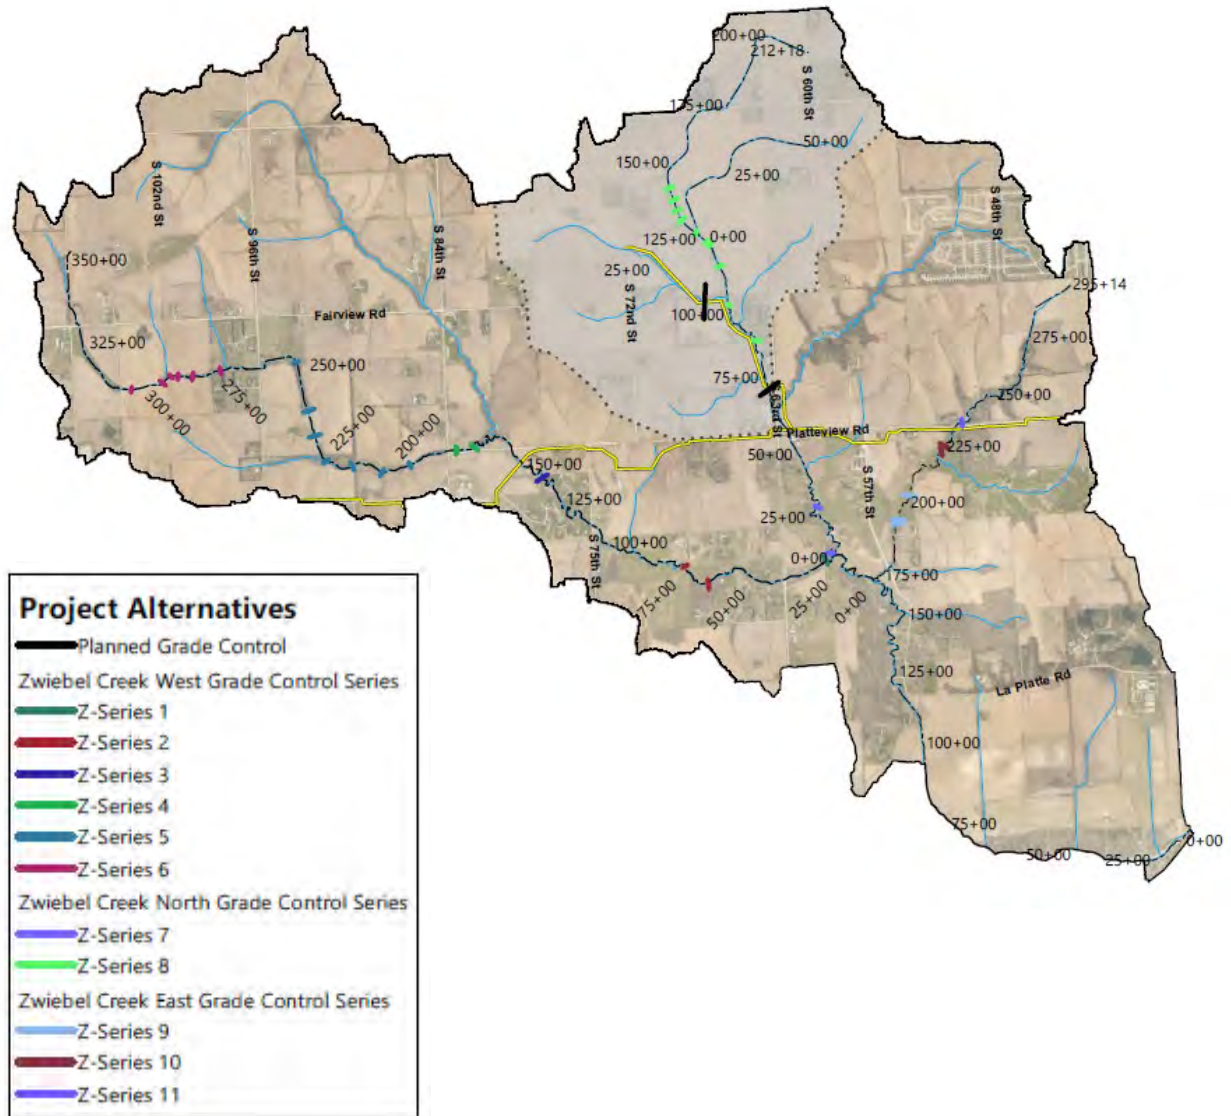 200+00
212+18
S 60th St
175+00
50+00
150+00
25+00
S 102nd St
S 96th St
S 84th St
S 48th St
125+00
0+00
350+00
25+00
S 72nd St
295+14
Fairview Rd
100+00
325+00
275+00
250+00
75+00
275+00
300+00
250+00
63rd St
225+00
200+00
Platteview Rd
225+00
50+00
150+00
S 57th St
125+00
200+00
25+00
S 75th St
100+00
0+00
175+00
75+00
50+00
25+00
0+00
150+00
125+00
La Platte Rd
100+00
75+00
50+00
25+00
0+00
Project Alternatives
Planned Grade Control
Zwiebel Creek West Grade Control Series
Z-Series 1
Z-Series 2
Z-Series 3
Z-Series 4
Z-Series 5
Z-Series 6
Zwiebel Creek North Grade Control Series
Z-Series 7
Z-Series 8
Zwiebel Creek East Grade Control Series
Z-Series 9
Z-Series 10
Z-Series 11